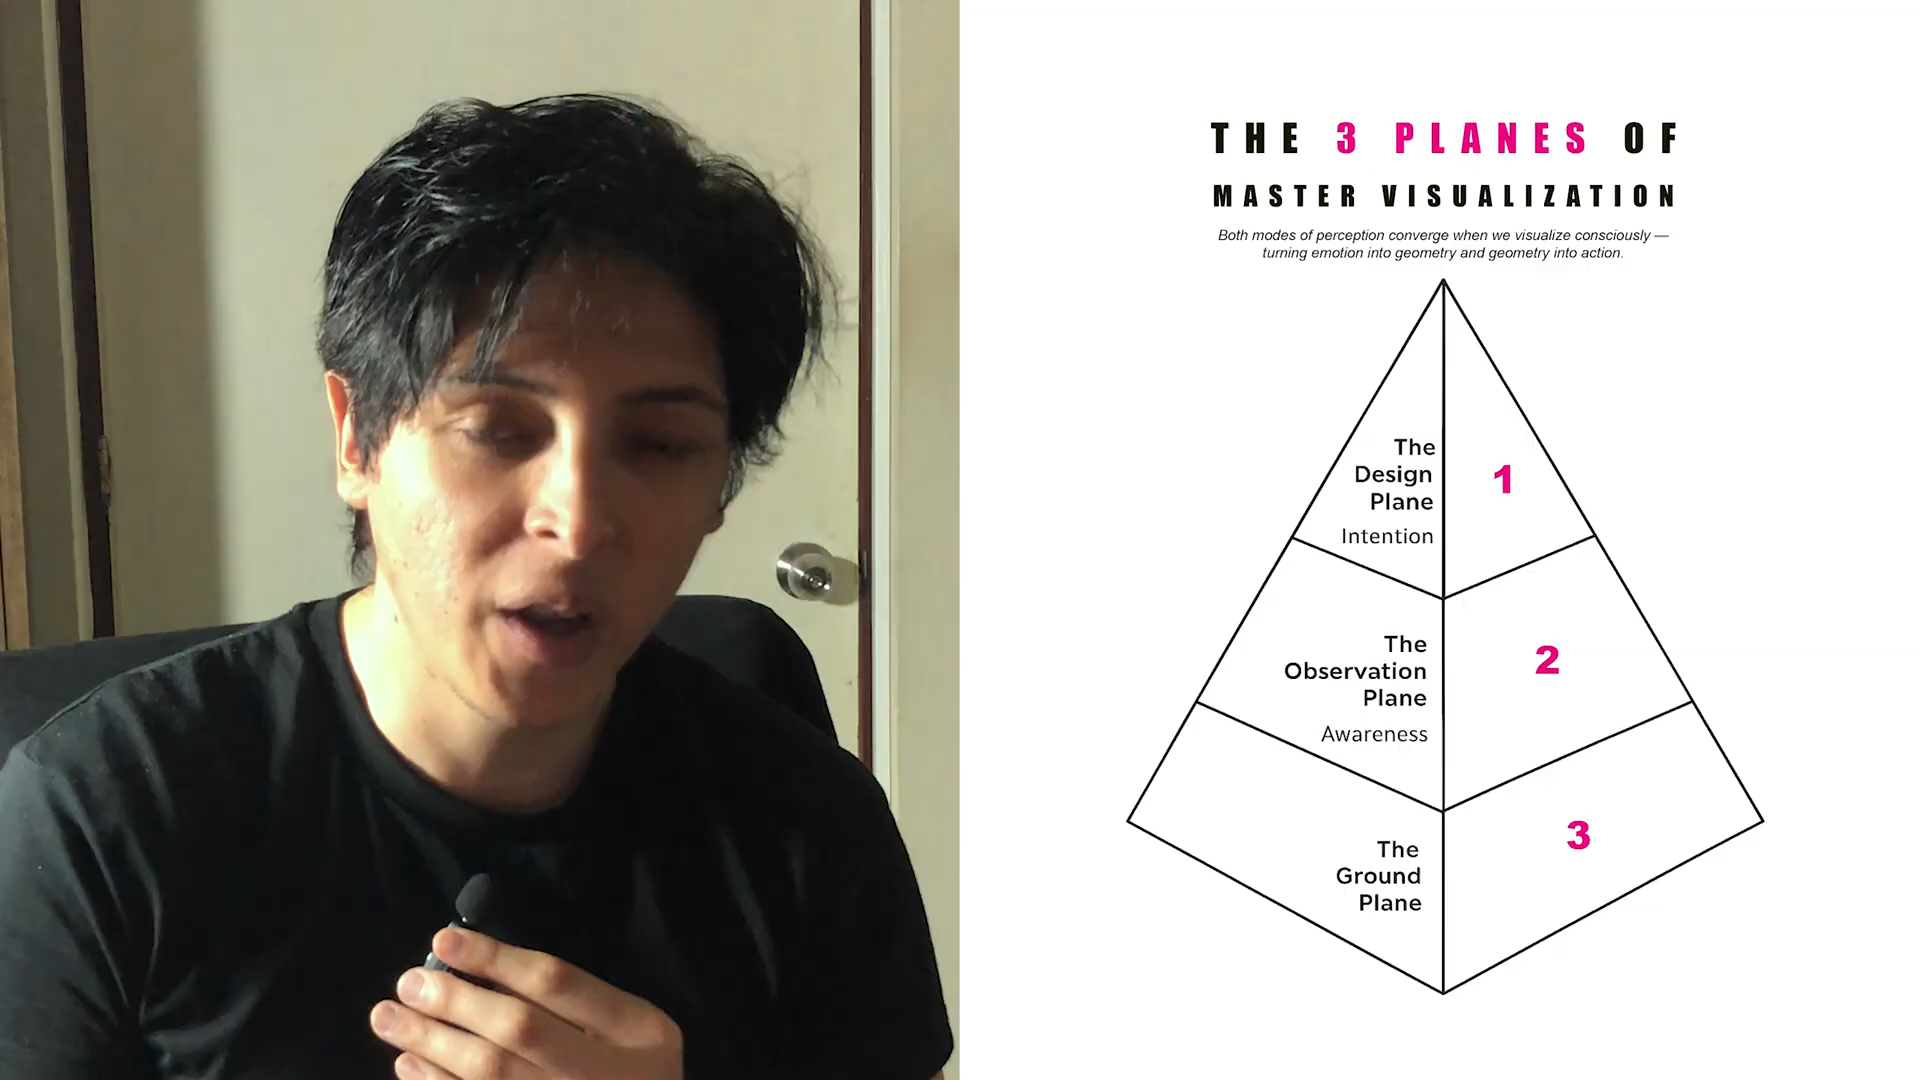 THE 3 PLANES OF
MASTER VISUALIZATION
Both modes of perception converge when we visualize consciously —
turning emotion into geometry and geometry into action.
The
Design
Plane
Intention
1
The
Observation
Plane
Awareness
2
The
Ground
Plane
3